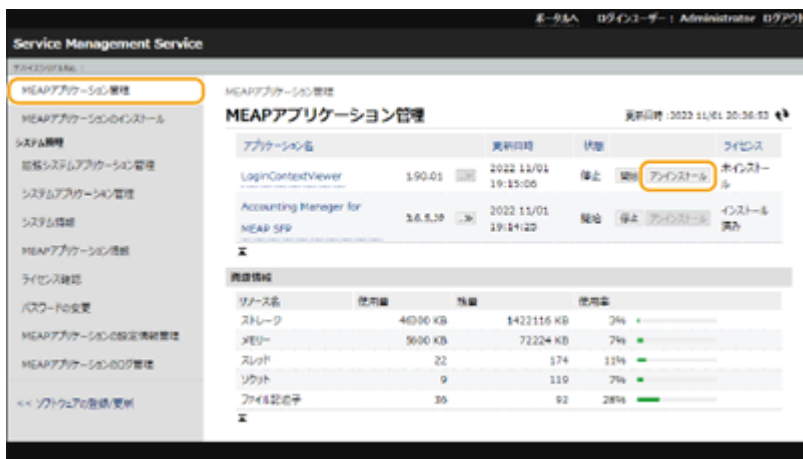 ポータルへ ログインユーザー: Administrator ログアウト
Service Management Service
デバイスシリアルNo. :
MEAPアプリケーション管理
MEAPアプリケーションのインストール
システム管理
拡張システムアプリケーション管理
システムアプリケーション管理
システム情報
MEAPアプリケーション情報
ライセンス確認
パスワードの変更
MEAPアプリケーションの設定情報管理
MEAPアプリケーションのログ管理
<< ソフトウェアの登録/更新
MEAPアプリケーション管理
MEAPアプリケーション管理 更新日時 :2022 11/01 20:36:53
アプリケーション名 更新日時 状態 ライセンス
LoginContextViewer 1.90.01 2022 11/01 19:15:06 停止 開始 アンインストール 未インストール
Accounting Manager for MEAP SFP 2022 11/01 19:14:25 開始 停止 アンインストール インストール済み
資源情報
リソース名 使用量 残量 使用率
ストレージ 46300 KB 1422116 KB 3%
メモリー 5600 KB 72224 KB 7%
スレッド 22 174 11%
ソケット 9 119 7%
ファイル記述子 36 92 28%